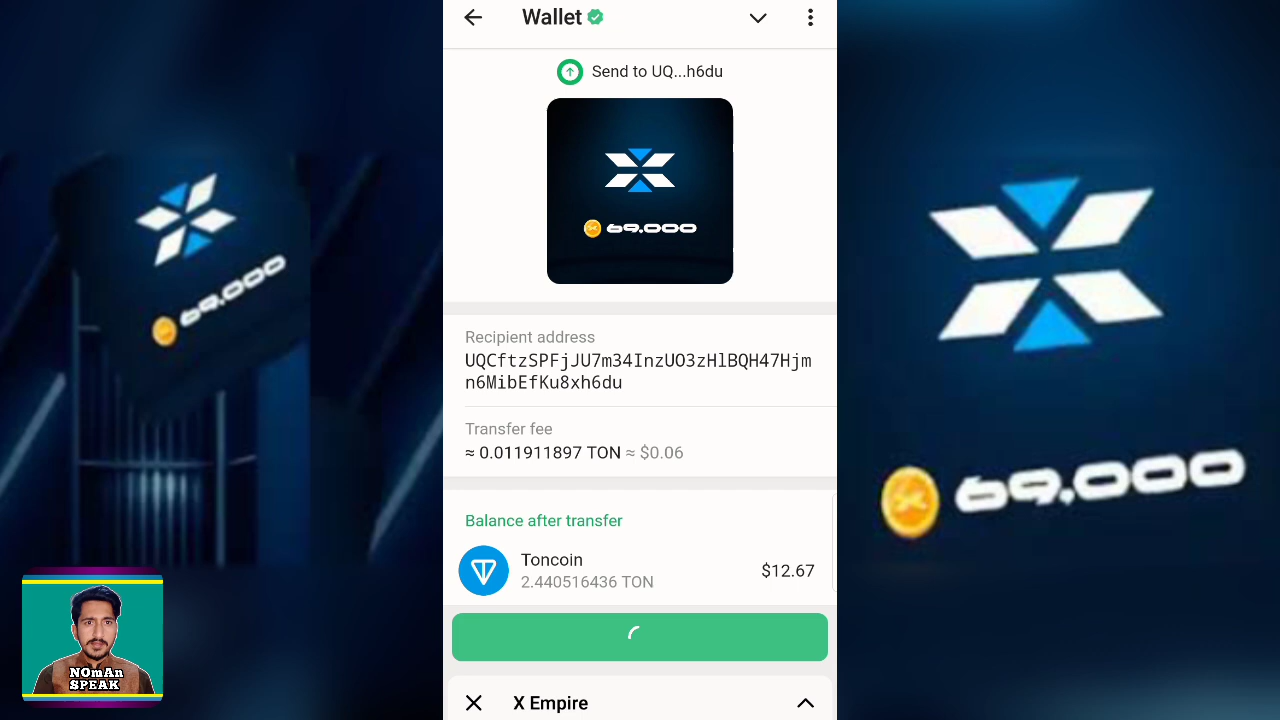 Wallet
Send to UQ...h6du
69,000
Recipient address
UQCftzSPFjJU7m34InzUO3zHlBQH47Hjm
n6MibEfKu8xh6du
Transfer fee
≈ 0.011911897 TON ≈ $0.06
Balance after transfer
Toncoin
2.440516436 TON
$12.67
X Empire
69,000
69,000
NOmAn
SPEAK